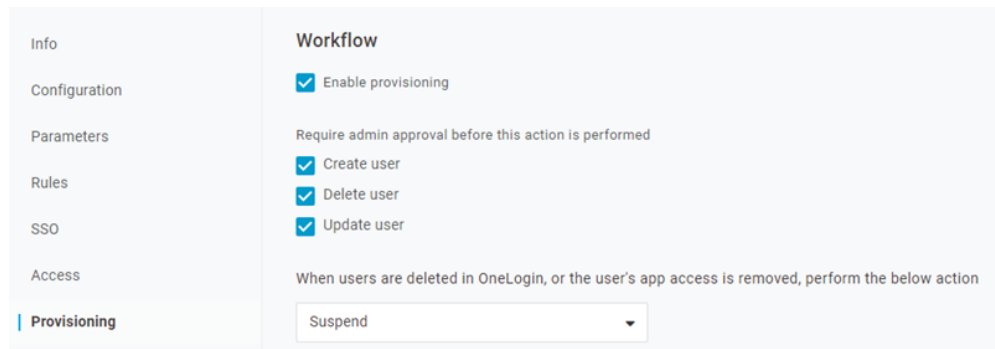 Info
Configuration
Parameters
Rules
SSO
Access
Provisioning
Workflow
Enable provisioning
Require admin approval before this action is performed
Create user
Delete user
Update user
When users are deleted in OneLogin, or the user's app access is removed, perform the below action
Suspend